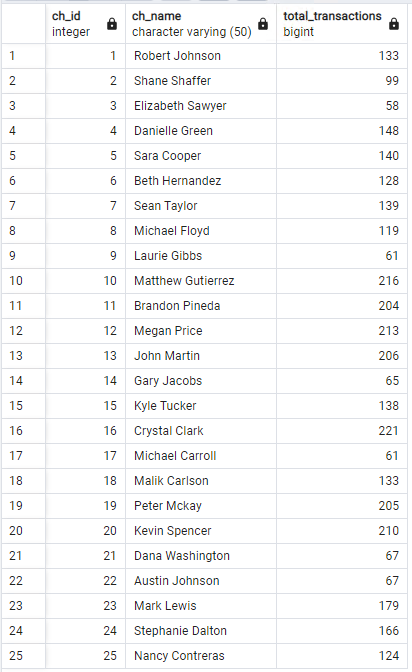 ch_id ch_name total_transactions
integer character varying (50) bigint
1 1 Robert Johnson 133
2 2 Shane Shaffer 99
3 3 Elizabeth Sawyer 58
4 4 Danielle Green 148
5 5 Sara Cooper 140
6 6 Beth Hernandez 128
7 7 Sean Taylor 139
8 8 Michael Floyd 119
9 9 Laurie Gibbs 61
10 10 Matthew Gutierrez 216
11 11 Brandon Pineda 204
12 12 Megan Price 213
13 13 John Martin 206
14 14 Gary Jacobs 65
15 15 Kyle Tucker 138
16 16 Crystal Clark 221
17 17 Michael Carroll 61
18 18 Malik Carlson 133
19 19 Peter Mckay 205
20 20 Kevin Spencer 210
21 21 Dana Washington 67
22 22 Austin Johnson 67
23 23 Mark Lewis 179
24 24 Stephanie Dalton 166
25 25 Nancy Contreras 124